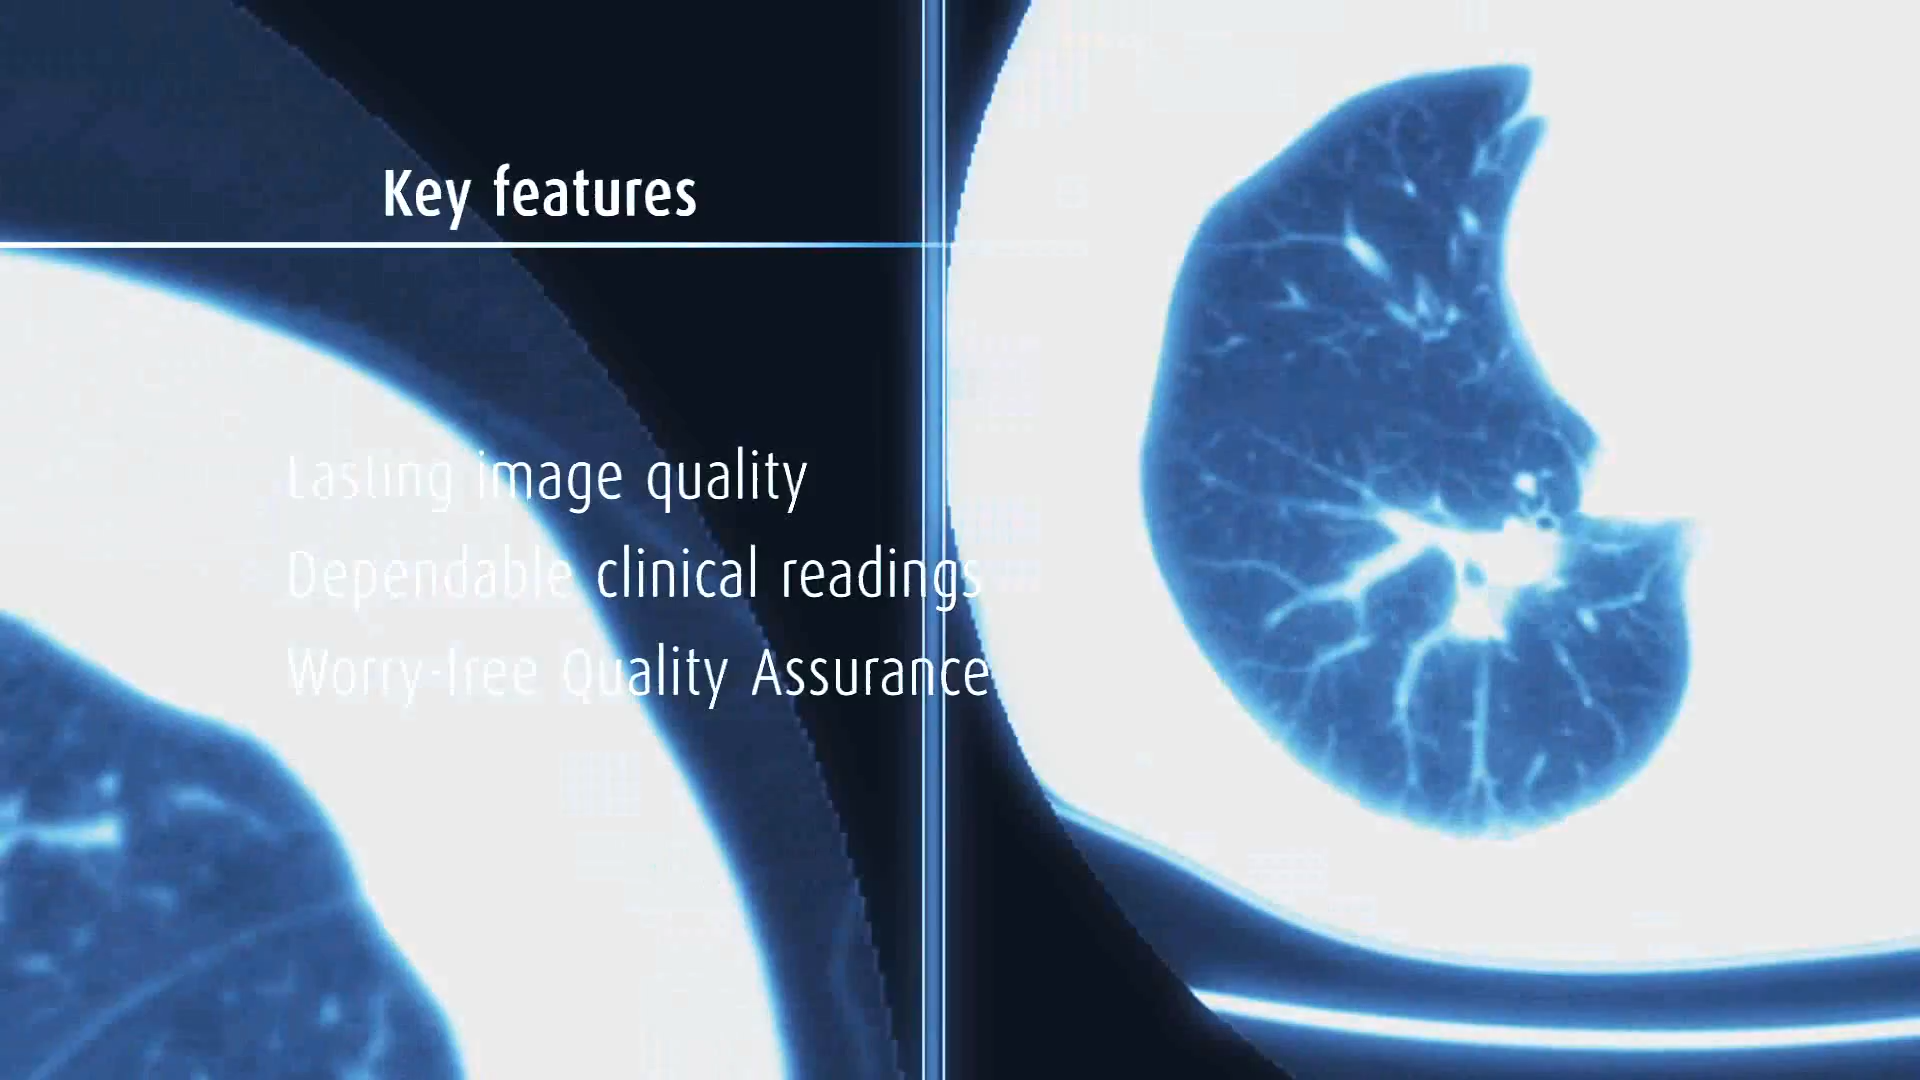 Key features
Lasting image quality
Dependable clinical readings
Worry-free Quality Assurance